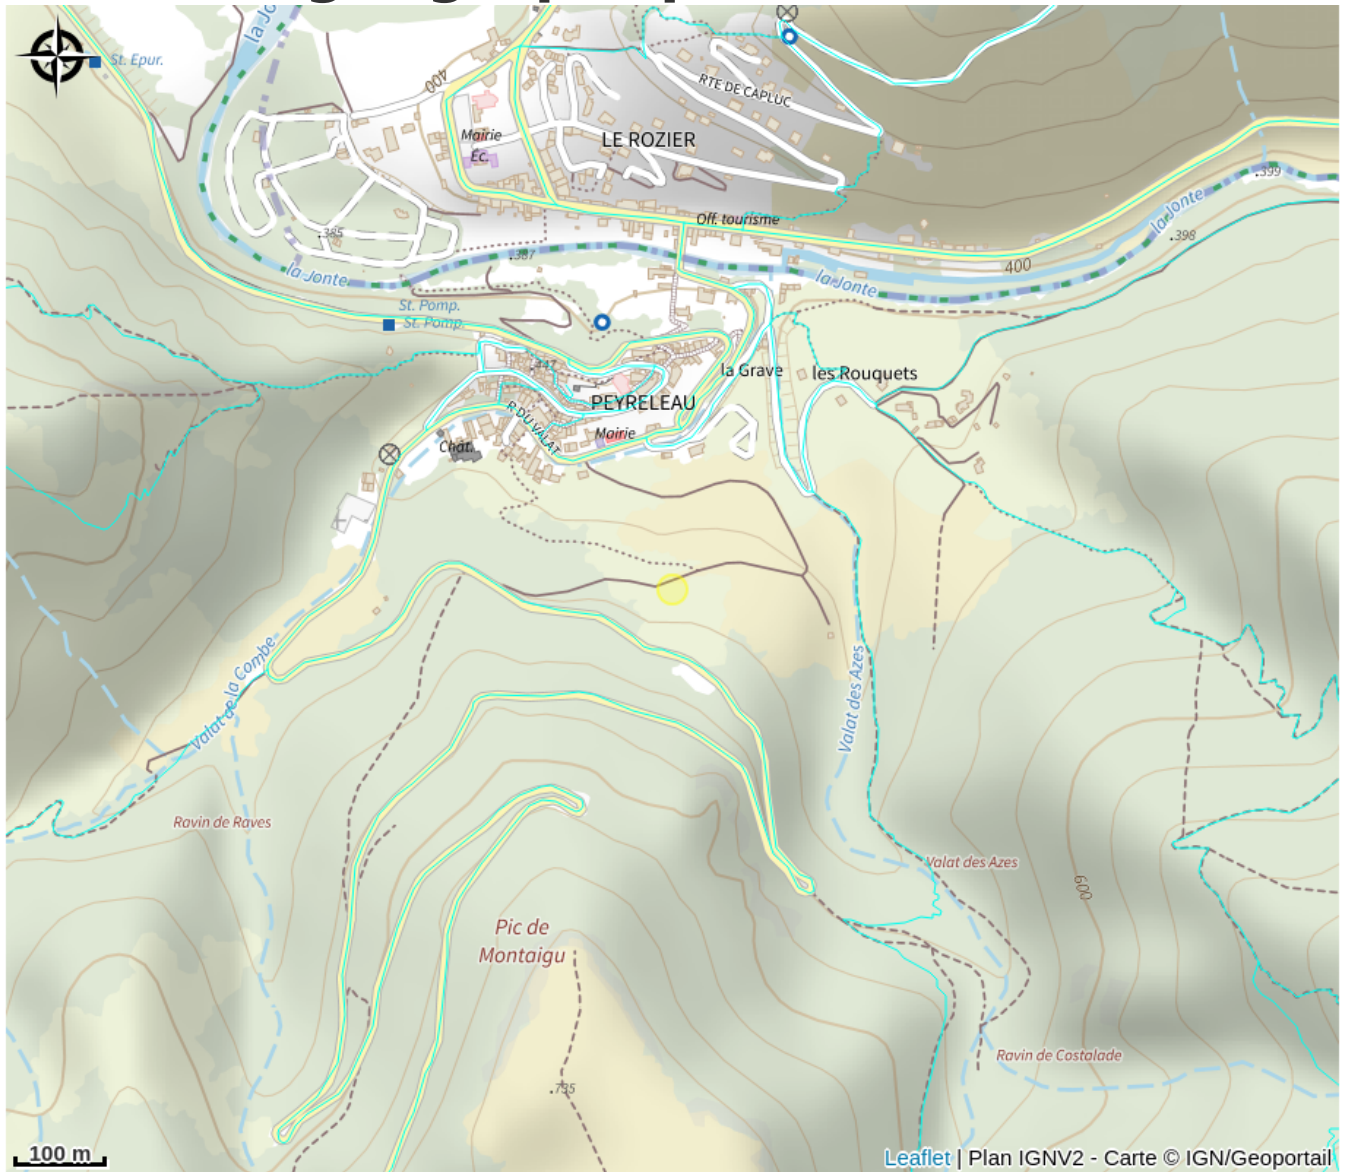 la Jo
St. Epur.
400
RTE DE CAPLUC
Mairie
Éc.
LE ROZIER
.399
la Jonte
Off. tourisme
.385
.398
.387
400
la Jonte
la Jonte
St. Pomp.
St. Pomp.
.447
la Grave
les Rouquets
PEYRELEAU
R DU VALAT
Mairie
Chât.
Valat de la Combe
Valat des Azes
Ravin de Raves
Valat des Azes
600
Pic de
Montaigu
Ravin de Costalade
.735
100 m
Leaflet | Plan IGNV2 - Carte © IGN/Geoportail